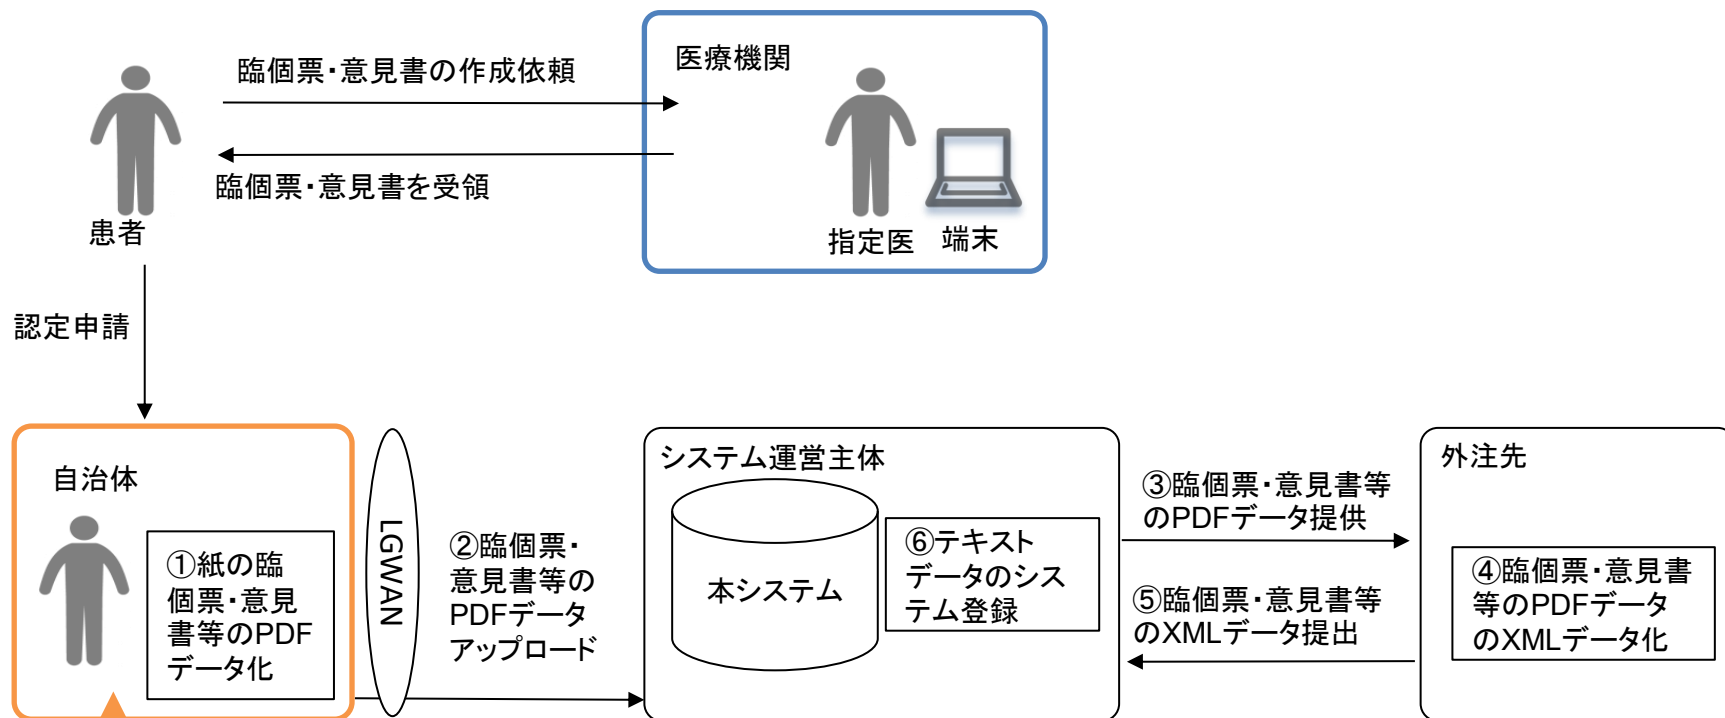 臨個票・意見書の作成依頼
医療機関
臨個票・意見書を受領
患者
指定医
端末
認定申請
自治体
①紙の臨
個票・意見
書等のPDF
データ化
LGWAN
②臨個票・
意見書等の
PDFデータ
アップロード
システム運営主体
本システム
⑥テキスト
データのシス
テム登録
③臨個票・意見書等
のPDFデータ提供
⑤臨個票・意見書等
のXMLデータ提出
外注先
④臨個票・意見書
等のPDFデータ
のXMLデータ化